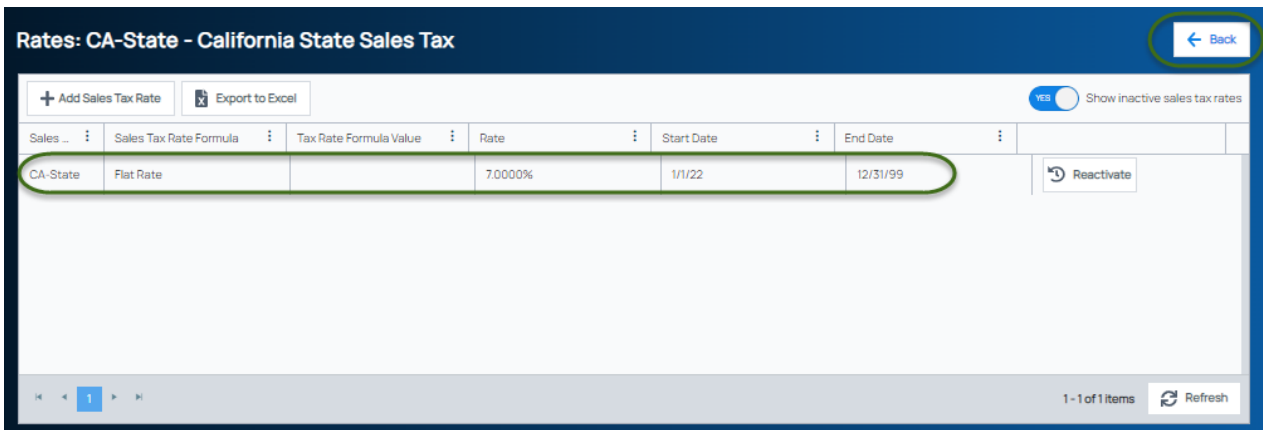 Rates: CA-State - California State Sales Tax
Back
Add Sales Tax Rate Export to Excel YES Show inactive sales tax rates
Sales ... Sales Tax Rate Formula Tax Rate Formula Value Rate Start Date End Date
CA-State Flat Rate 7.0000% 1/1/22 12/31/99 Reactivate
1 1 - 1 of 1 items Refresh